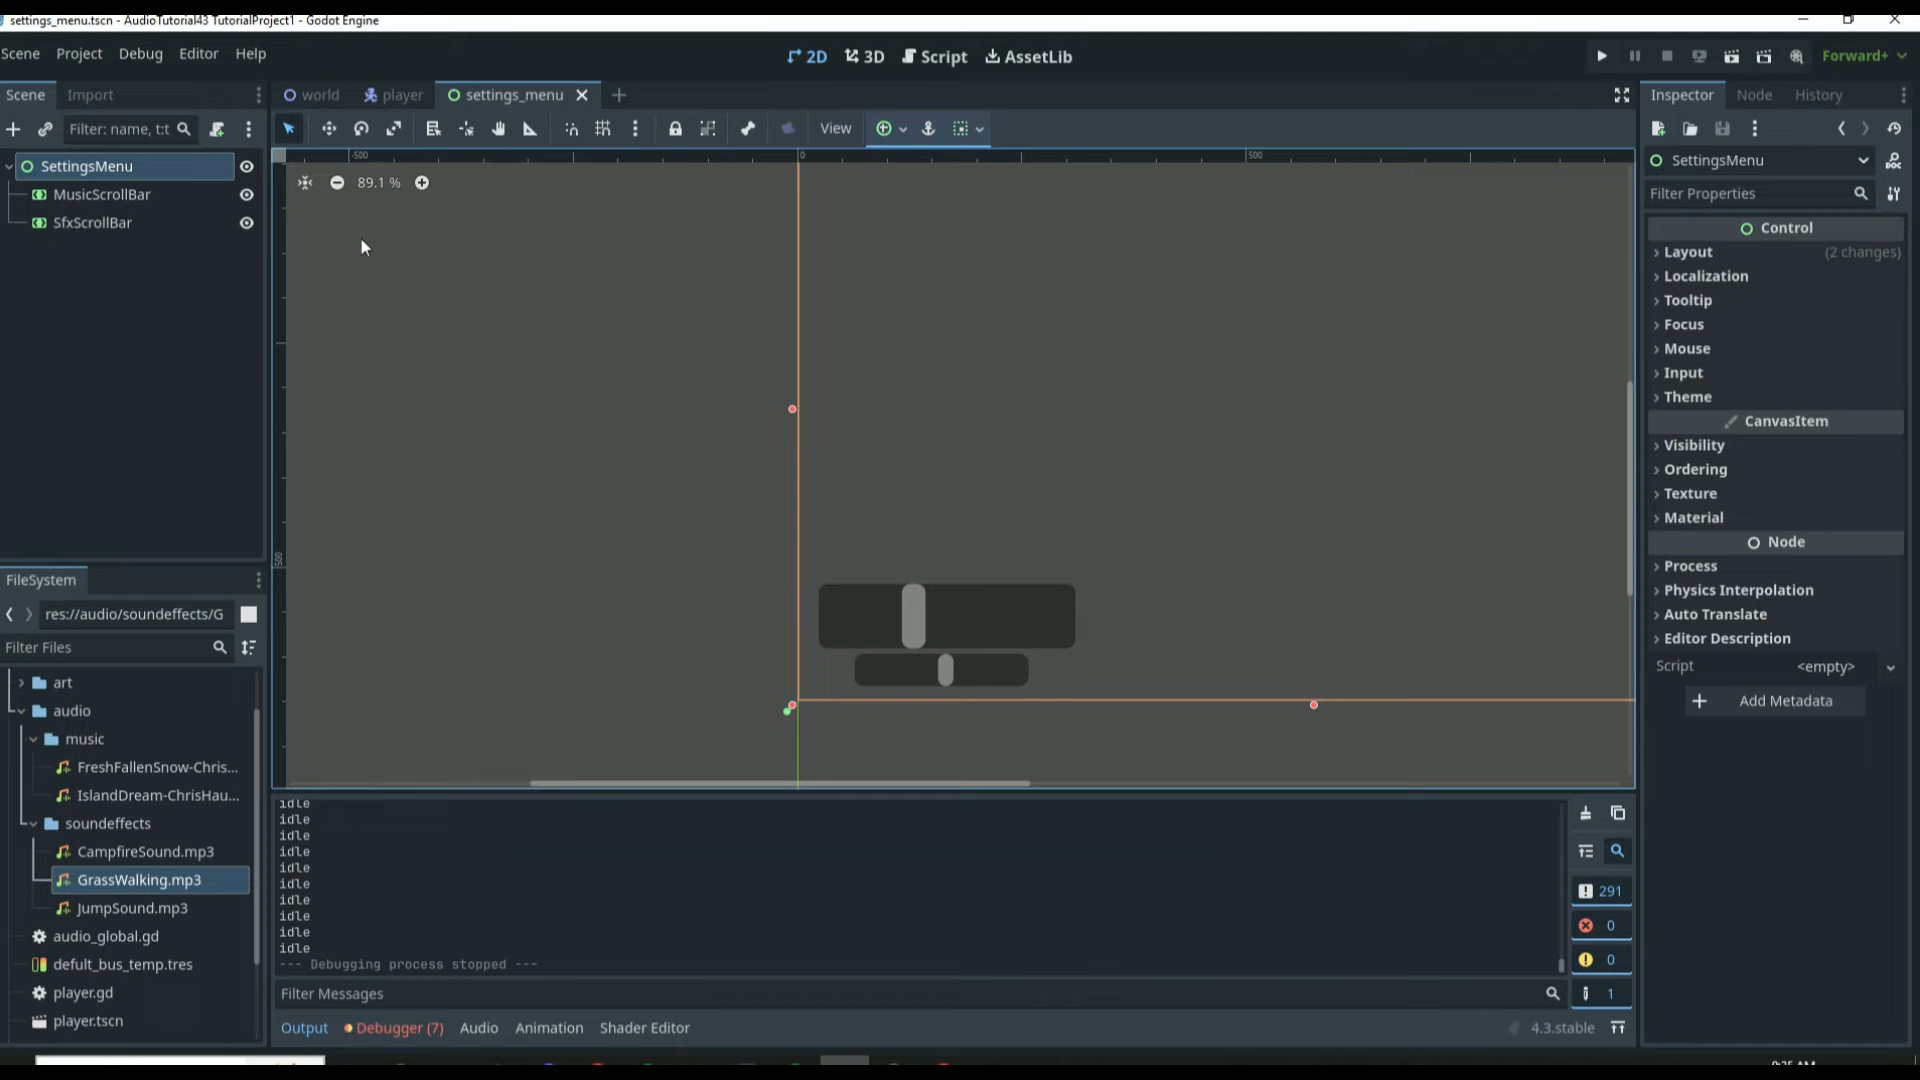 settings_menu.tscn - AudioTutorial43 TutorialProject1 - Godot Engine
Scene Project Debug Editor Help
2D 3D Script AssetLib
Forward+
Scene Import
world player settings_menu
Inspector Node History
Filter: name, t:t
View
SettingsMenu
SettingsMenu
MusicScrollBar
SfxScrollBar
-500 0 500
89.1 %
500
Filter Properties
Control
Layout (2 changes)
Localization
Tooltip
Focus
Mouse
Input
Theme
CanvasItem
Visibility
Ordering
Texture
Material
Node
Process
Physics Interpolation
Auto Translate
Editor Description
Script <empty>
Add Metadata
FileSystem
res://audio/soundeffects/G
Filter Files
art
audio
music
FreshFallenSnow-Chris...
IslandDream-ChrisHau...
soundeffects
CampfireSound.mp3
GrassWalking.mp3
JumpSound.mp3
audio_global.gd
defult_bus_temp.tres
player.gd
player.tscn
idle
idle
idle
idle
idle
idle
idle
idle
idle
idle
--- Debugging process stopped ---
291
0
0
1
Filter Messages
Output Debugger (7) Audio Animation Shader Editor
4.3.stable